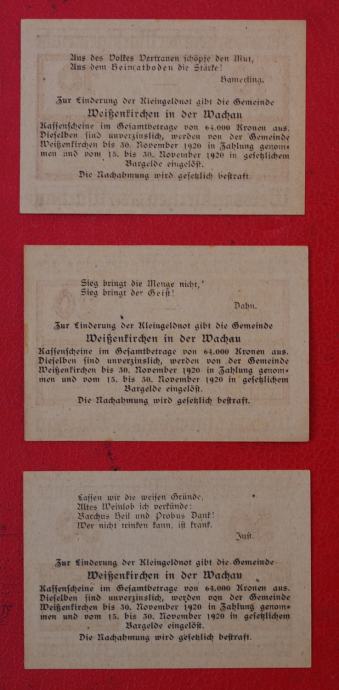 Aus des Volkes Vertrauen schöpfe den Mut,
Aus dem Heimatboden die Stärke!
Hamerling.
Zur Linderung der Kleingeldnot gibt die Gemeinde
Weißenkirchen in der Wachau
Kassenscheine im Gesamtbetrage von 64.000 Kronen aus.
Dieselben sind unverzinslich, werden von der Gemeinde
Weißenkirchen bis 30. November 1920 in Zahlung genom-
men und vom 15. bis 30. November 1920 in gesetzlichem
Bargelde eingelöst.
Die Nachahmung wird gesetzlich bestraft.
Sieg bringt die Menge nicht,
Sieg bringt der Geist!
Dahn.
Zur Linderung der Kleingeldnot gibt die Gemeinde
Weißenkirchen in der Wachau
Kassenscheine im Gesamtbetrage von 64.000 Kronen aus.
Dieselben sind unverzinslich, werden von der Gemeinde
Weißenkirchen bis 30. November 1920 in Zahlung genom-
men und vom 15. bis 30. November 1920 in gesetzlichem
Bargelde eingelöst.
Die Nachahmung wird gesetzlich bestraft.
Lassen wir die weisen Gründe,
Altes Weinlob ich verkünde:
Bacchus Heil und Probus Dank!
Wer nicht trinken kann, ist krank.
Just.
Zur Linderung der Kleingeldnot gibt die Gemeinde
Weißenkirchen in der Wachau
Kassenscheine im Gesamtbetrage von 64.000 Kronen aus.
Dieselben sind unverzinslich, werden von der Gemeinde
Weißenkirchen bis 30. November 1920 in Zahlung genom-
men und vom 15. bis 30. November 1920 in gesetzlichem
Bargelde eingelöst.
Die Nachahmung wird gesetzlich bestraft.